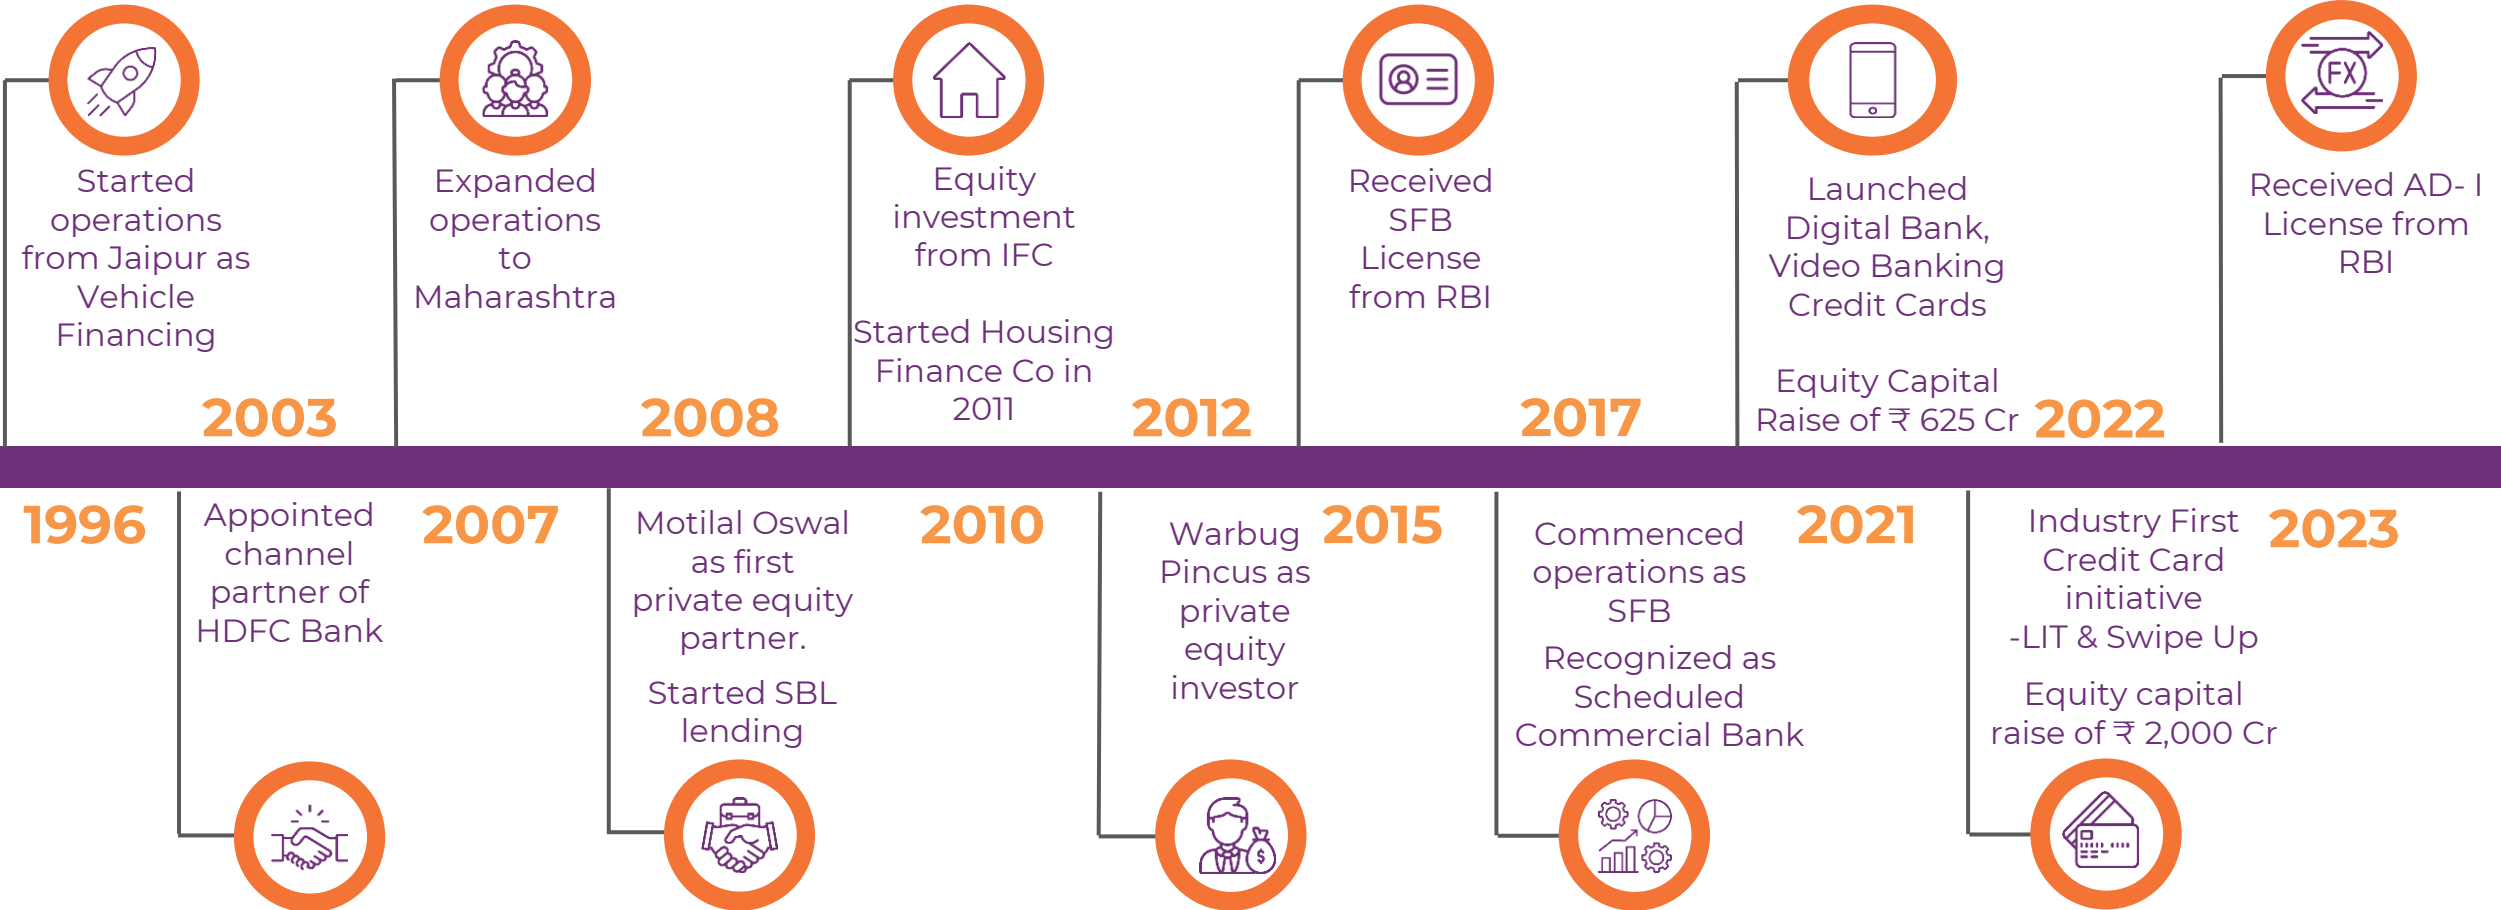 Started
operations
from Jaipur as
Vehicle
Financing
1996
2003
Appointed
channel
partner of
HDFC Bank
Expanded
operations
to
Maharashtra
2007
2008
Motilal Oswal
as first
private equity
partner.
Started SBL
lending
Equity
investment
from IFC
Started Housing
Finance Co in
2011
2010
2012
Warbug
Pincus as
private
equity
investor
$
Received
SFB
License
from RBI
2015
2017
Commenced
operations as
SFB
Recognized as
Scheduled
Commercial Bank
Launched
Digital Bank,
Video Banking
Credit Cards
Equity Capital
Raise of ₹ 625 Cr
2021
2022
Industry First
Credit Card
initiative
-LIT & Swipe Up
Equity capital
raise of ₹ 2,000 Cr
FX
Received AD- I
License from
RBI
2023